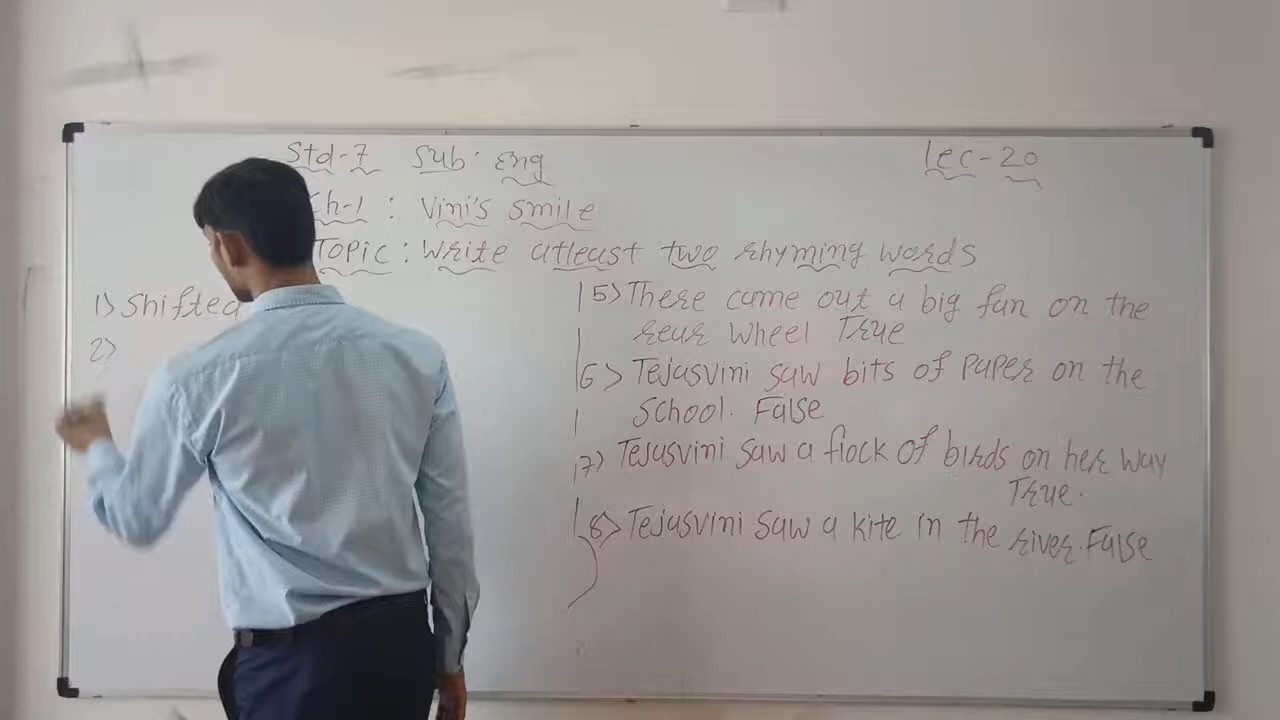 Std-7 Sub: Eng
Lec-20
Ch-1 : Vini's Smile
Topic : Write atleast two rhyming words
1) Shifted
2)
5) There came out a big fan on the
rear wheel True
6) Tejasvini saw bits of paper on the
School. False
7) Tejasvini saw a flock of birds on her way
True.
8) Tejasvini saw a kite in the river. False